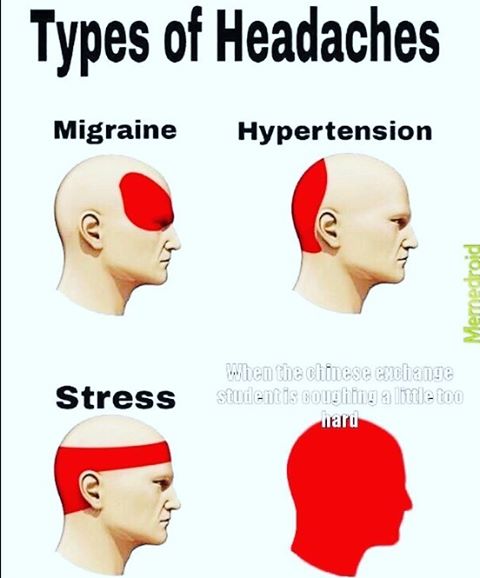 Types of Headaches
Migraine
Hypertension
Stress
When the chinese exchange
student is coughing a little too
hard
Memedroid